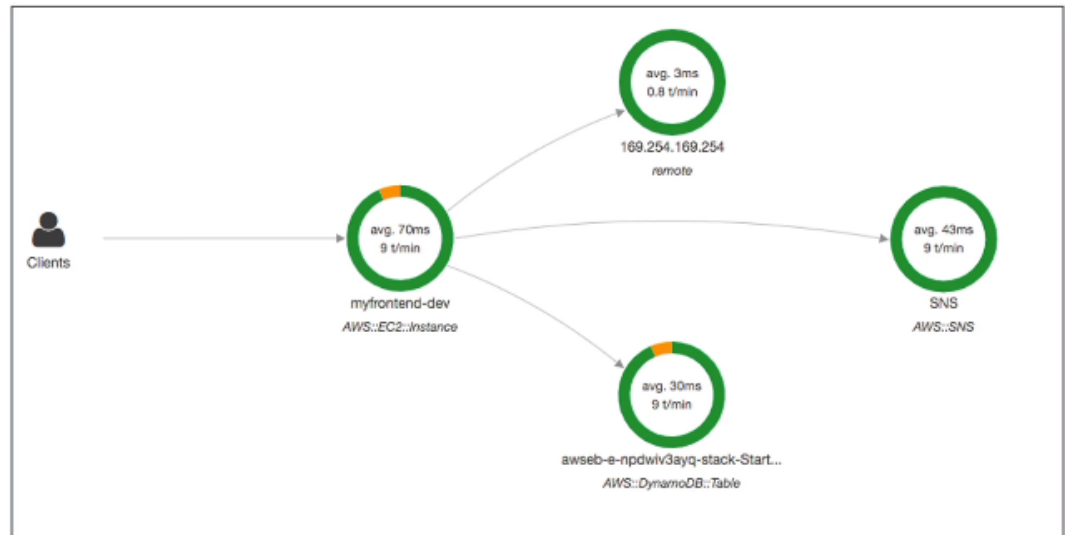 avg. 3ms
0.8 t/min
169.254.169.254
remote
Clients
avg. 70ms
9 t/min
myfrontend-dev
AWS::EC2::Instance
avg. 43ms
9 t/min
SNS
AWS::SNS
avg. 30ms
9 t/min
awseb-e-npdwiv3ayq-stack-Start...
AWS::DynamoDB::Table